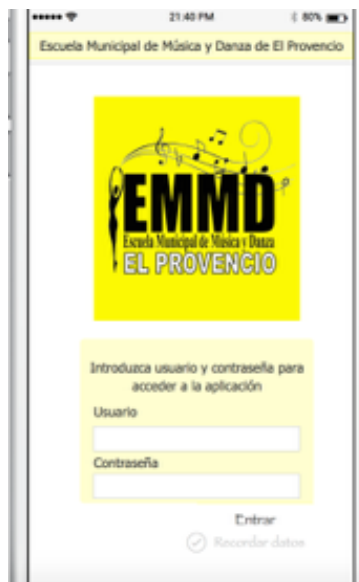 21:40 PM
80%
Escuela Municipal de Música y Danza de El Provencio
EMMD
Escuela Municipal de Música y Danza
EL PROVENCIO
Introduzca usuario y contraseña para
acceder a la aplicación
Usuario
Contraseña
Entrar
Recordar datos